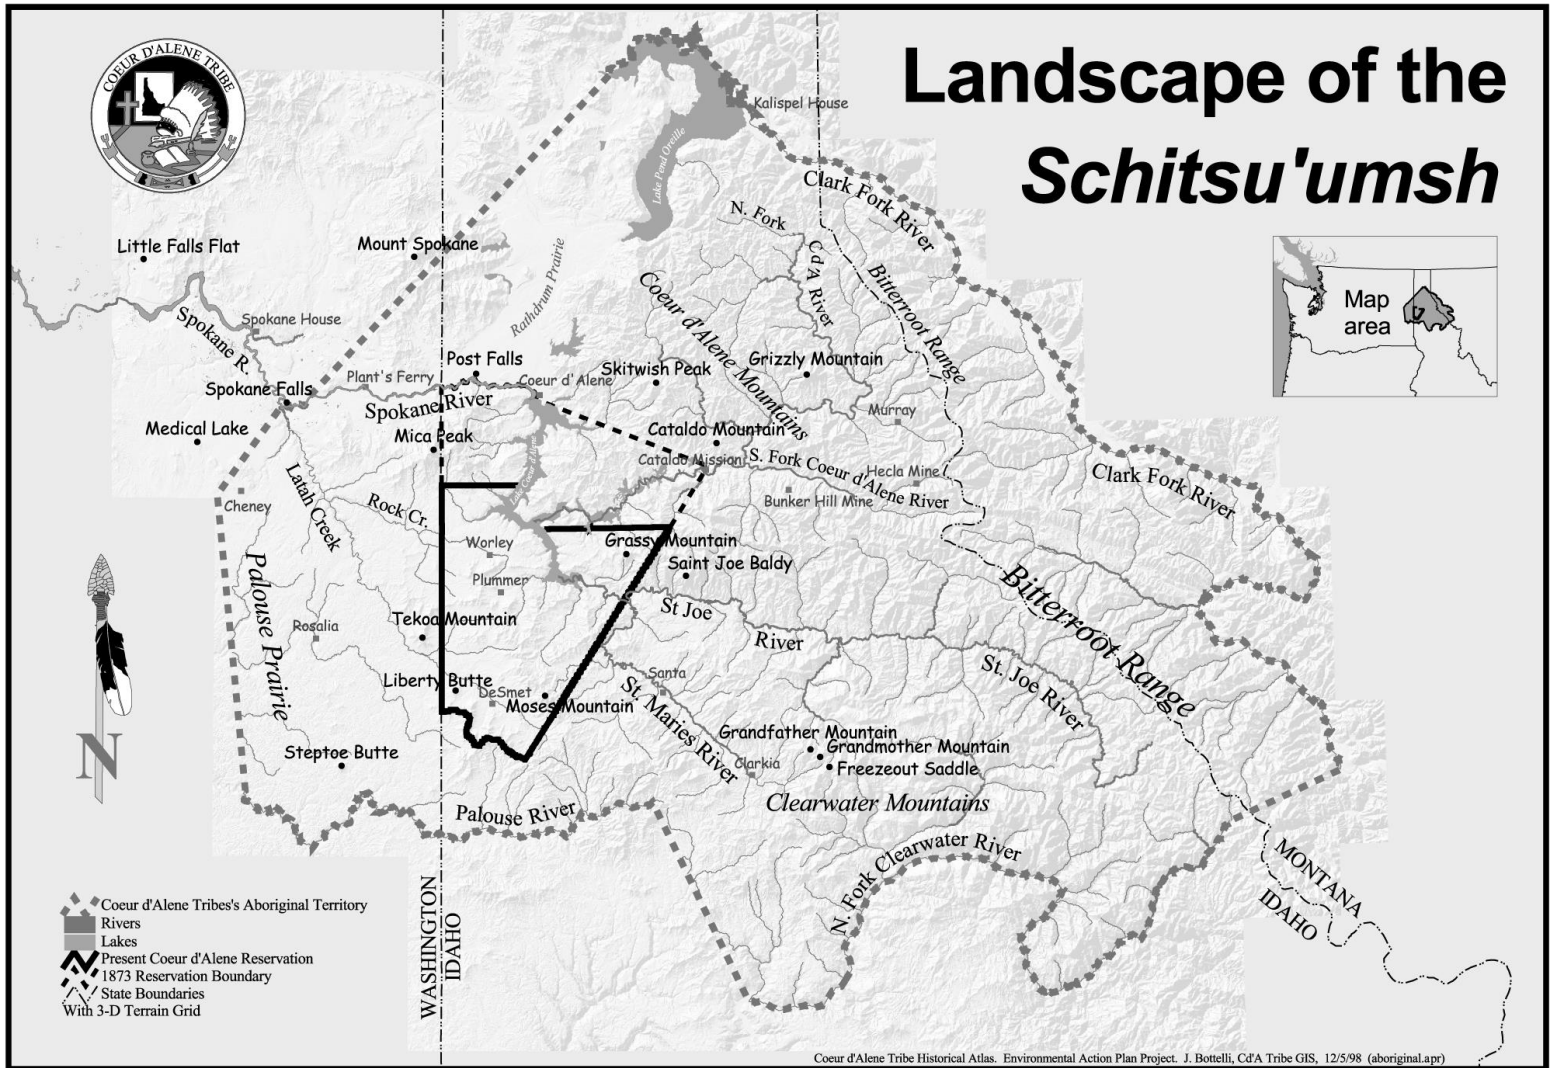 COEUR D'ALENE TRIBE
Landscape of the
Schitsu'umsh
Kalispel House
Lake Pend Oreille
Clark Fork River
N. Fork
Cd'A River
Little Falls Flat
Mount Spokane
Rathdrum Prairie
Coeur d'Alene Mountains
Bitterroot Range
Map
area
Spokane R.
Spokane House
Post Falls
Plant's Ferry
Coeur d'Alene
Skitwish Peak
Grizzly Mountain
Spokane Falls
Spokane River
Murray
Medical Lake
Mica Peak
Cataldo Mountain
Cataldo Mission
S. Fork Coeur d'Alene River
Hecla Mine
Clark Fork River
Bunker Hill Mine
Cheney
Latah Creek
Rock Cr.
Worley
Grassy Mountain
Saint Joe Baldy
Plummer
Palouse Prairie
Bitterroot Range
St Joe
River
Tekoa Mountain
Rosalia
St. Joe River
Liberty Butte
DeSmet
Moses Mountain
Santa
St. Maries River
Grandfather Mountain
Grandmother Mountain
Freezeout Saddle
Clarkia
Steptoe Butte
N
Clearwater Mountains
Palouse River
N. Fork Clearwater River
WASHINGTON
IDAHO
MONTANA
IDAHO
Coeur d'Alene Tribes's Aboriginal Territory
Rivers
Lakes
Present Coeur d'Alene Reservation
1873 Reservation Boundary
State Boundaries
With 3-D Terrain Grid
Coeur d'Alene Tribe Historical Atlas. Environmental Action Plan Project. J. Bottelli, Cd'A Tribe GIS, 12/5/98 (aboriginal.apr)